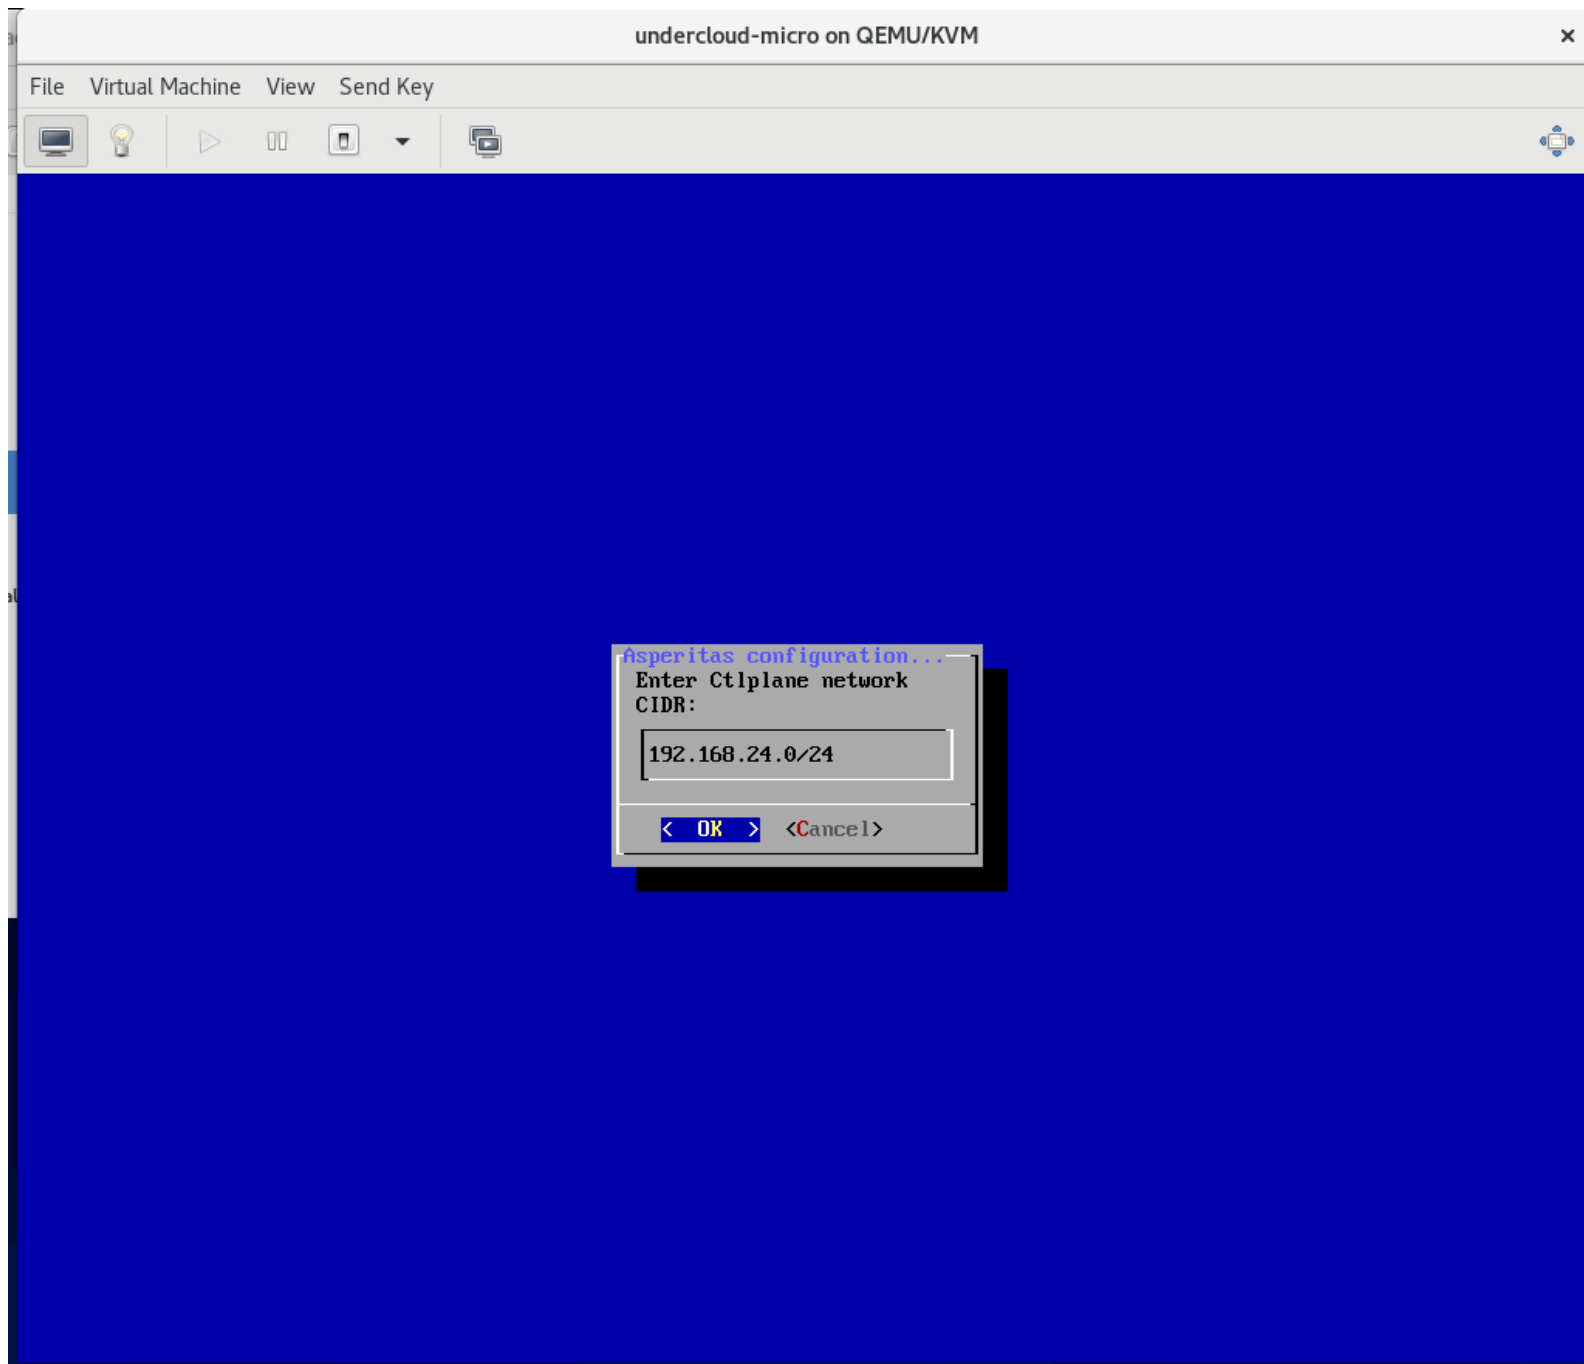 undercloud-micro on QEMU/KVM
File Virtual Machine View Send Key
Asperitas configuration...
Enter Ctlplane network
CIDR:
192.168.24.0/24
< OK > <Cancel>